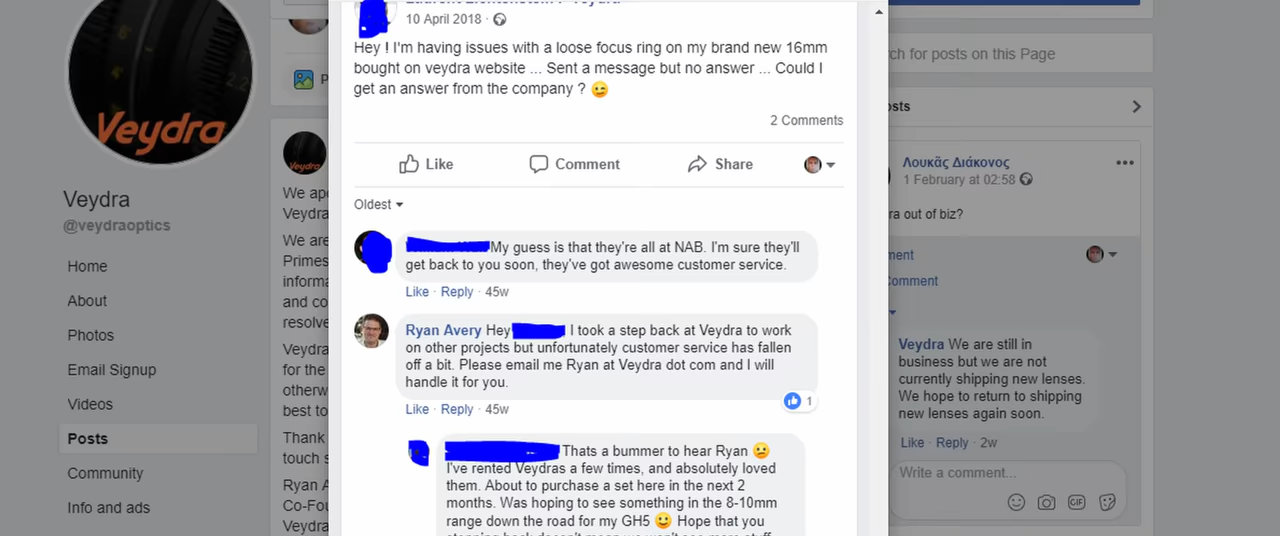 Veydra
2.2
Veydra
@veydraoptics
Home
About
Photos
Email Signup
Videos
Posts
Community
Info and ads
P
Veydra
We ap
Veydra
We are
Primes
informa
and co
resolve
Veydra
for the
otherw
best to
Thank
touch s
Ryan A
Co-Fou
Veydra
10 April 2018 ·
Hey ! I'm having issues with a loose focus ring on my brand new 16mm
bought on veydra website ... Sent a message but no answer ... Could I
get an answer from the company ? 😉
2 Comments
Like Comment Share
Oldest
My guess is that they're all at NAB. I'm sure they'll
get back to you soon, they've got awesome customer service.
Like · Reply · 45w
Ryan Avery Hey I took a step back at Veydra to work
on other projects but unfortunately customer service has fallen
off a bit. Please email me Ryan at Veydra dot com and I will
handle it for you.
1
Like · Reply · 45w
Thats a bummer to hear Ryan 😟
I've rented Veydras a few times, and absolutely loved
them. About to purchase a set here in the next 2
months. Was hoping to see something in the 8-10mm
range down the road for my GH5 🙂 Hope that you
rch for posts on this Page
osts
Λουκᾶς Διάκονος
1 February at 02:58
ra out of biz?
ment
Comment
Veydra We are still in
business but we are not
currently shipping new lenses.
We hope to return to shipping
new lenses again soon.
Like · Reply · 2w
Write a comment...
GIF